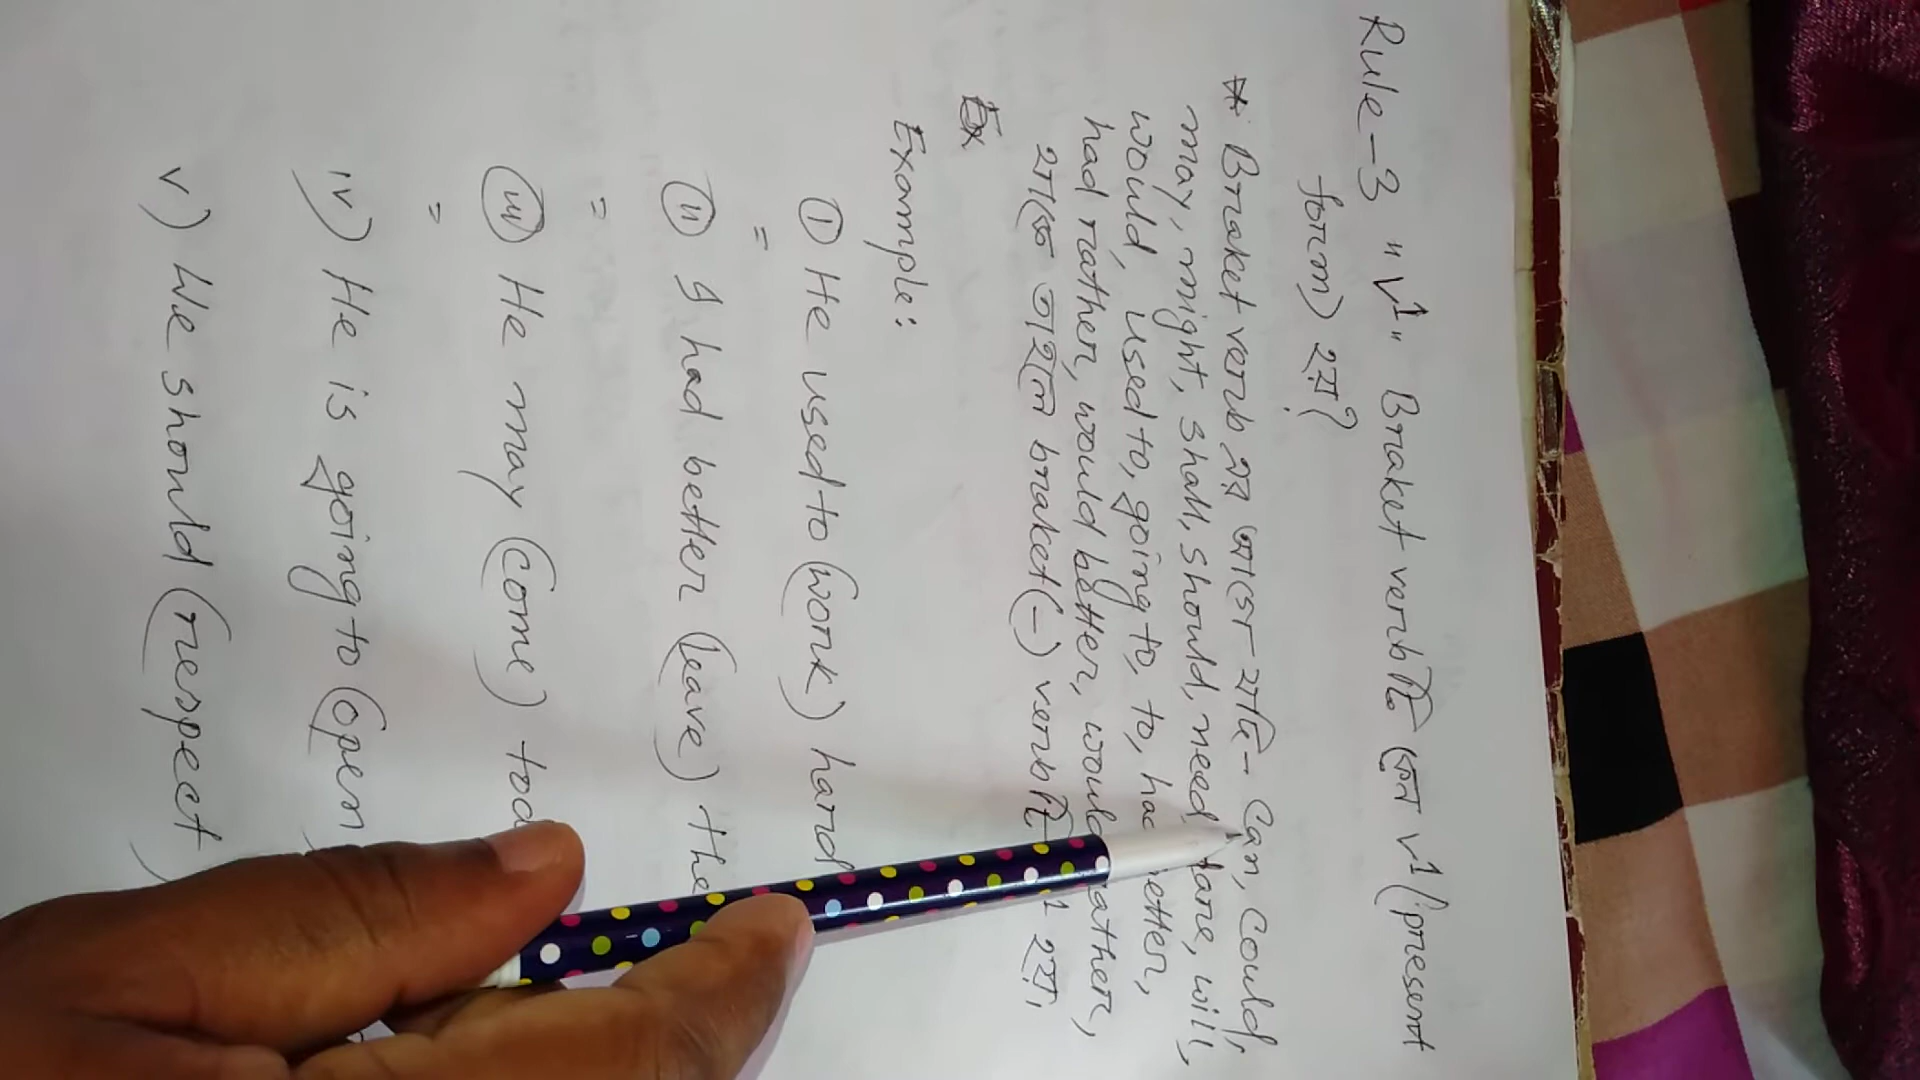 Rule-3 "V¹" Braket verbটি কেন V¹ (present
form) হয়?
* Braket verb এর আগে যদি- Can, Could,
may, might, shall, should, need, dare, will,
would, used to, going to, to, had better,
had rather, would better, would rather,
থাকে তাহলে braket(-) verbটি V¹ হয়।
Ex
Example:
i) He used to (work) hard
=
ii) I had better (leave) the
=
iii) He may (come)
=
iv) He is going to (open)
v) We should (respect)